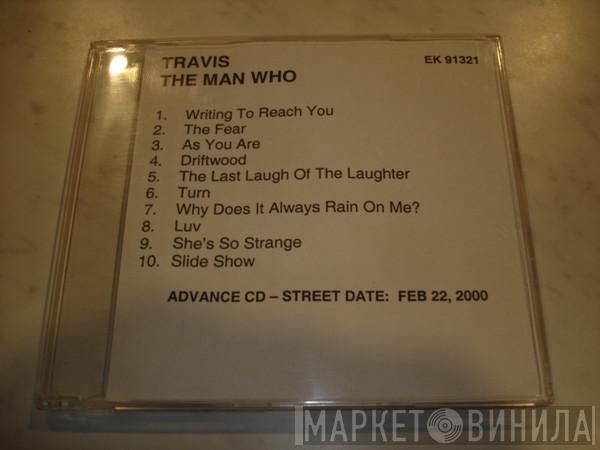 TRAVIS
EK 91321
THE MAN WHO
1. Writing To Reach You
2. The Fear
3. As You Are
4. Driftwood
5. The Last Laugh Of The Laughter
6. Turn
7. Why Does It Always Rain On Me?
8. Luv
9. She's So Strange
10. Slide Show
ADVANCE CD – STREET DATE: FEB 22, 2000
МАРКЕТ ВИНИЛА